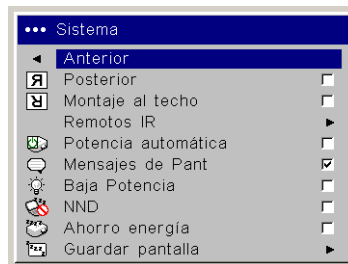 ••• Sistema
Anterior
Posterior
Montaje al techo
Remotos IR
Potencia automática
Mensajes de Pant
Baja Potencia
NND
Ahorro energía
Guardar pantalla